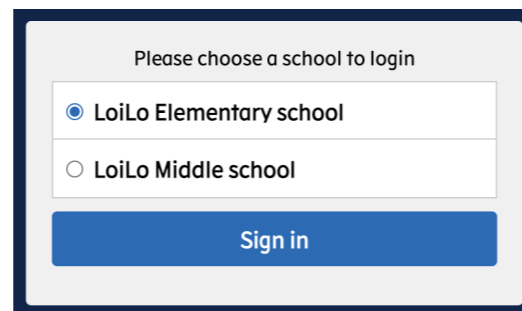 Please choose a school to login
LoiLo Elementary school
LoiLo Middle school
Sign in